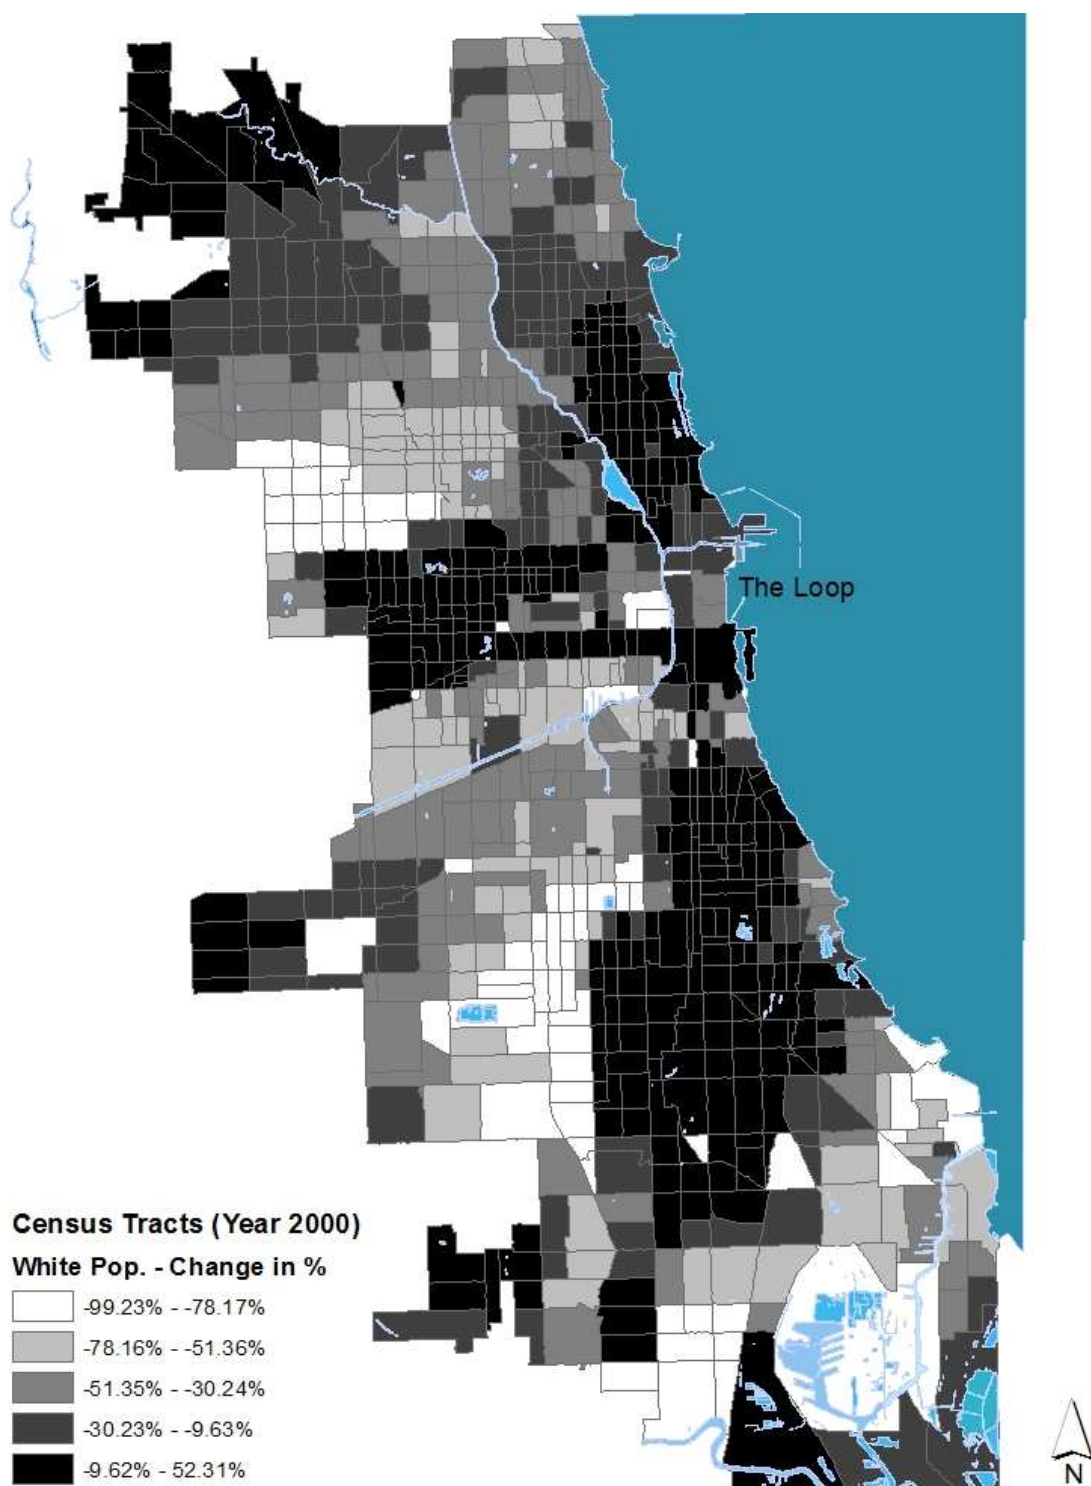 The Loop
Census Tracts (Year 2000)
White Pop. - Change in %
-99.23% - -78.17%
-78.16% - -51.36%
-51.35% - -30.24%
-30.23% - -9.63%
-9.62% - 52.31%
N